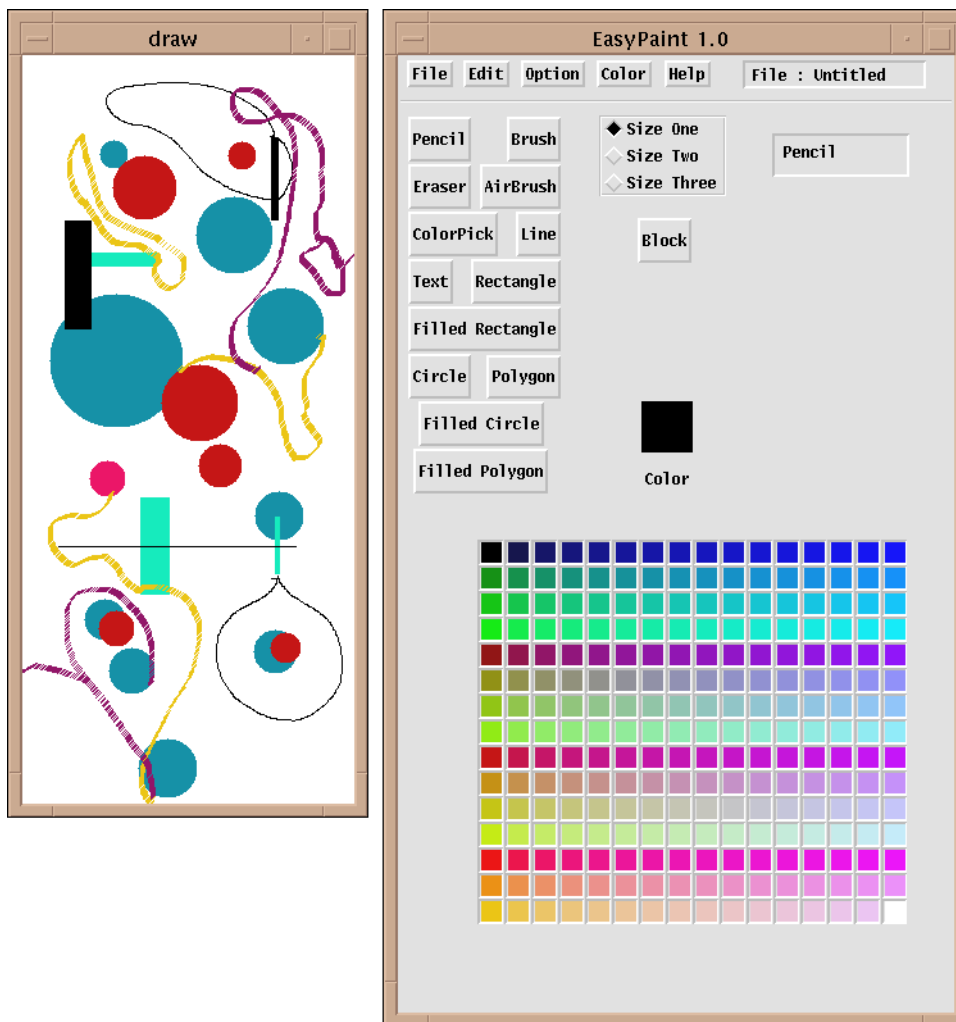 draw
EasyPaint 1.0
File Edit Option Color Help File : Untitled
Pencil Brush
Size One
Size Two
Size Three
Pencil
Eraser AirBrush
ColorPick Line
Block
Text Rectangle
Filled Rectangle
Circle Polygon
Filled Circle
Filled Polygon
Color